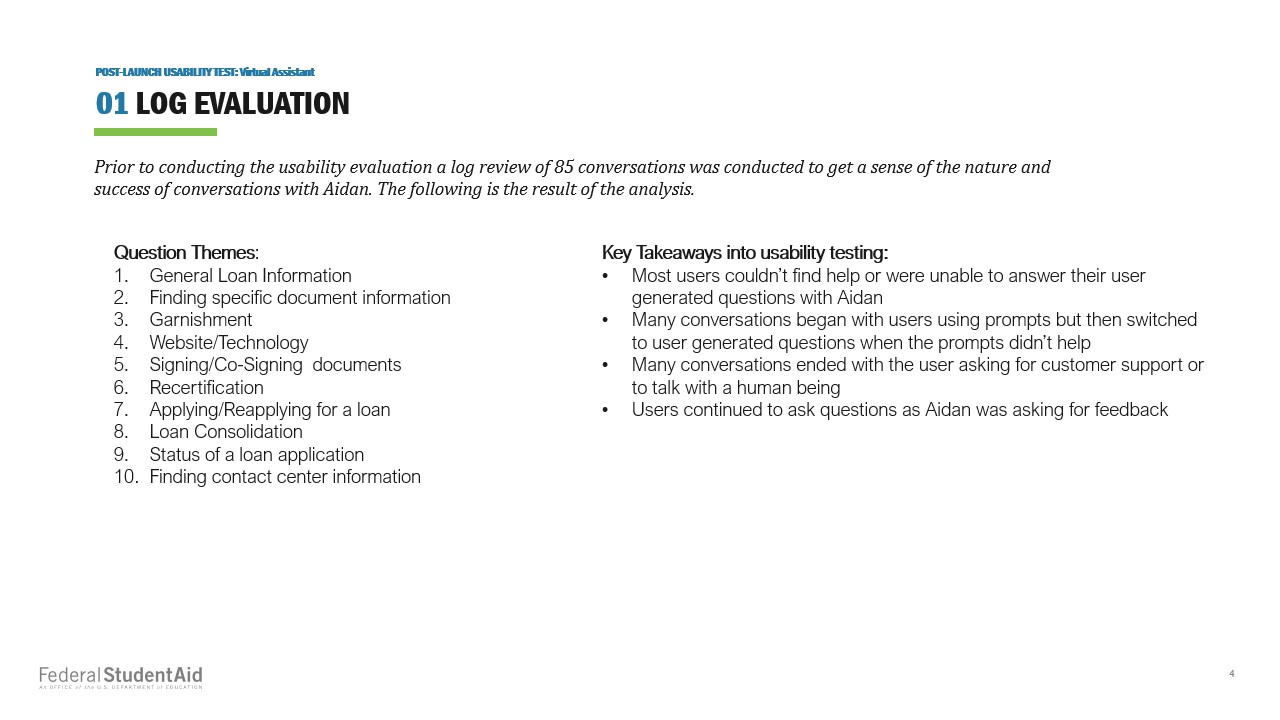 POST-LAUNCH USABILITY TEST: Virtual Assistant
01 LOG EVALUATION
Prior to conducting the usability evaluation a log review of 85 conversations was conducted to get a sense of the nature and
success of conversations with Aidan. The following is the result of the analysis.
Question Themes:
1. General Loan Information
2. Finding specific document information
3. Garnishment
4. Website/Technology
5. Signing/Co-Signing  documents
6. Recertification
7. Applying/Reapplying for a loan
8. Loan Consolidation
9. Status of a loan application
10. Finding contact center information
Key Takeaways into usability testing:
• Most users couldn’t find help or were unable to answer their user
generated questions with Aidan
• Many conversations began with users using prompts but then switched
to user generated questions when the prompts didn’t help
• Many conversations ended with the user asking for customer support or
to talk with a human being
• Users continued to ask questions as Aidan was asking for feedback
Federal StudentAid
An OFFICE of the U.S. DEPARTMENT of EDUCATION
4